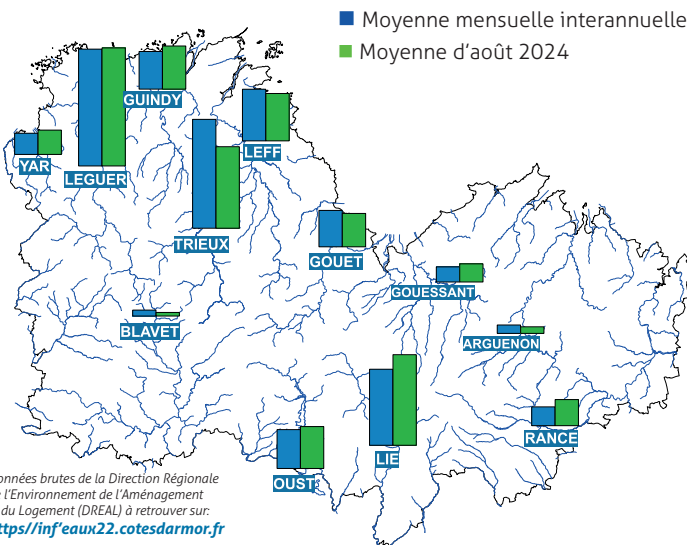 Moyenne mensuelle interannuelle
Moyenne d'août 2024
GUINDY
LEFF
YAR
LEGUER
TRIEUX
GOUET
GOUESSANT
BLAVET
ARGUENON
RANCE
LIE
OUST
onnées brutes de la Direction Régionale
l'Environnement de l'Aménagement
du Logement (DREAL) à retrouver sur:
ttps//inf'eaux22.cotesdarmor.fr